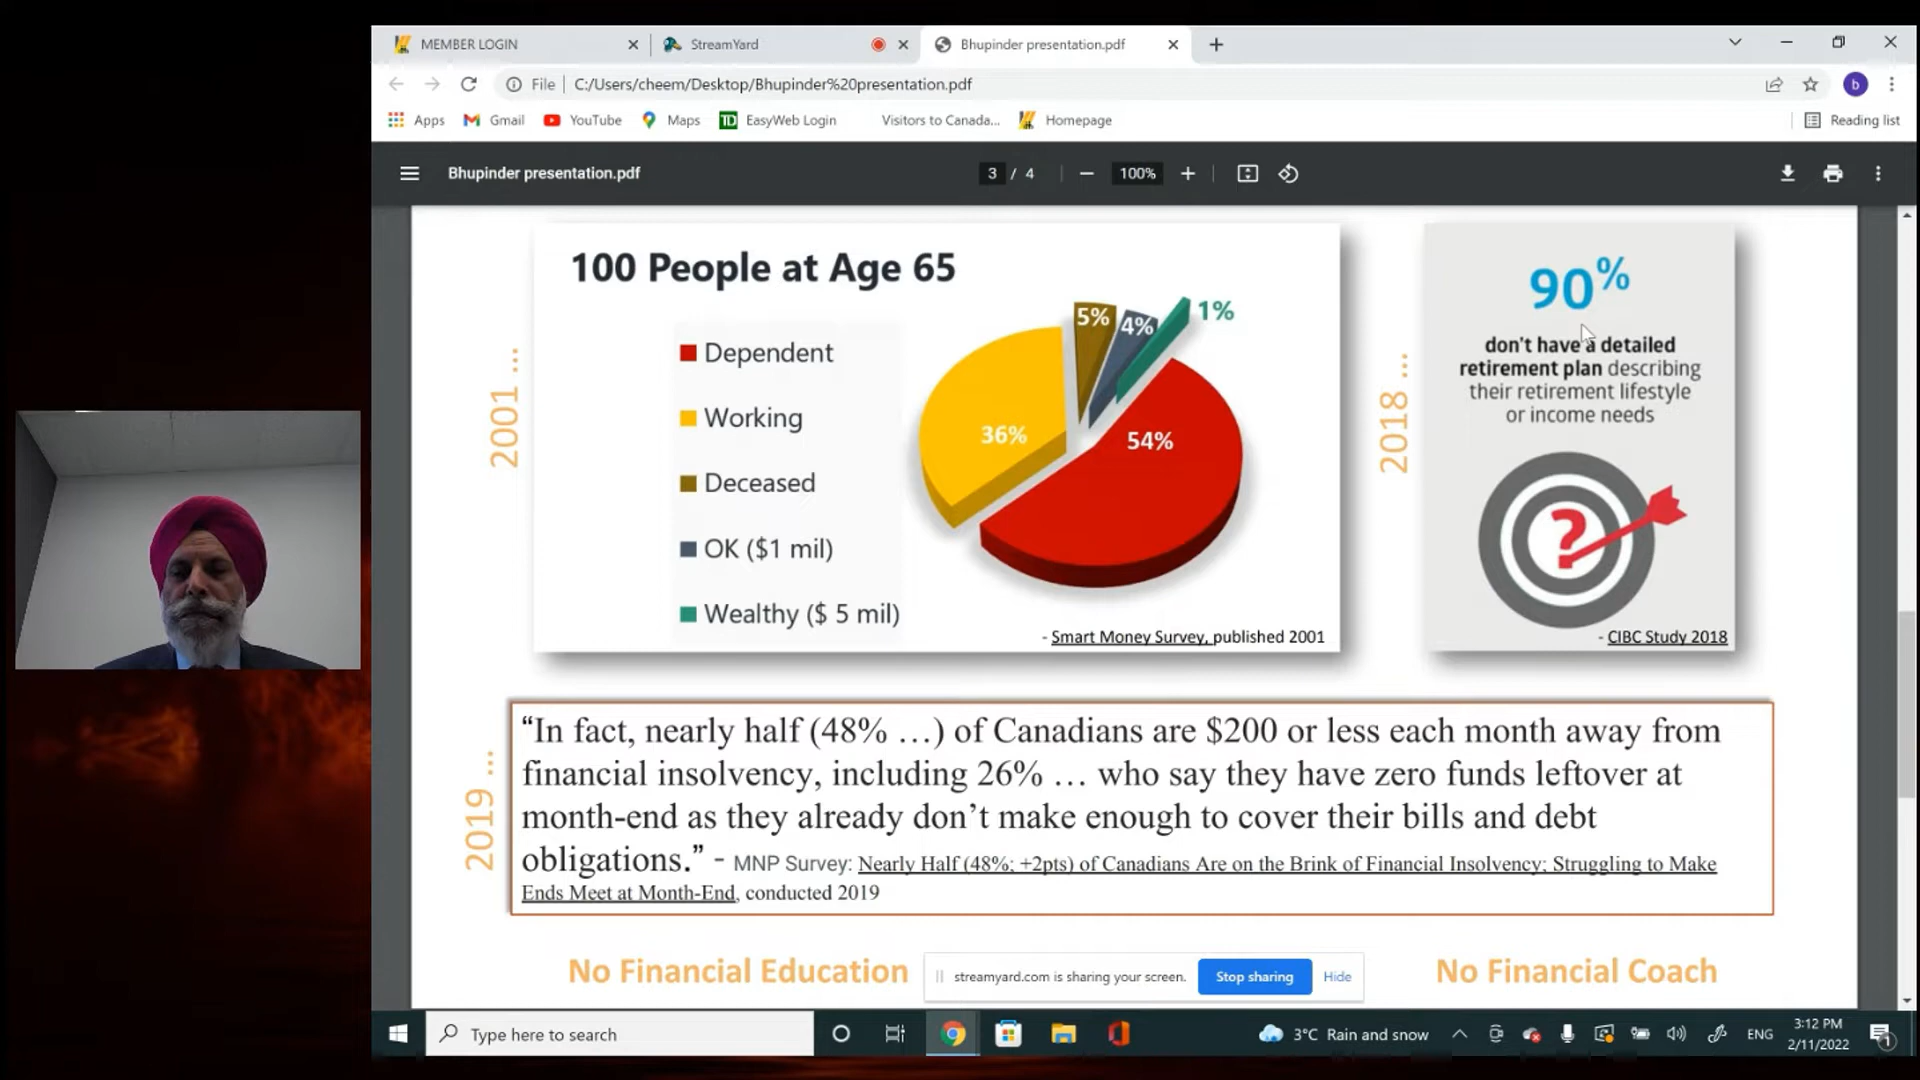 MEMBER LOGIN
StreamYard
Bhupinder presentation.pdf
File
C:/Users/cheem/Desktop/Bhupinder%20presentation.pdf
b
Apps
Gmail
YouTube
Maps
TD
EasyWeb Login
Visitors to Canada...
Homepage
Reading list
Bhupinder presentation.pdf
3 / 4
100%
100 People at Age 65
2001 ...
Dependent
Working
Deceased
OK ($1 mil)
Wealthy ($ 5 mil)
5%
4%
1%
36%
54%
- Smart Money Survey, published 2001
2018 ...
90%
don't have a detailed
retirement plan describing
their retirement lifestyle
or income needs
?
- CIBC Study 2018
2019 ...
“In fact, nearly half (48% …) of Canadians are $200 or less each month away from
financial insolvency, including 26% … who say they have zero funds leftover at
month-end as they already don’t make enough to cover their bills and debt
obligations.” - MNP Survey: Nearly Half (48%; +2pts) of Canadians Are on the Brink of Financial Insolvency; Struggling to Make
Ends Meet at Month-End, conducted 2019
No Financial Education
streamyard.com is sharing your screen.
Stop sharing
Hide
No Financial Coach
Type here to search
3°C Rain and snow
ENG
3:12 PM
2/11/2022
1